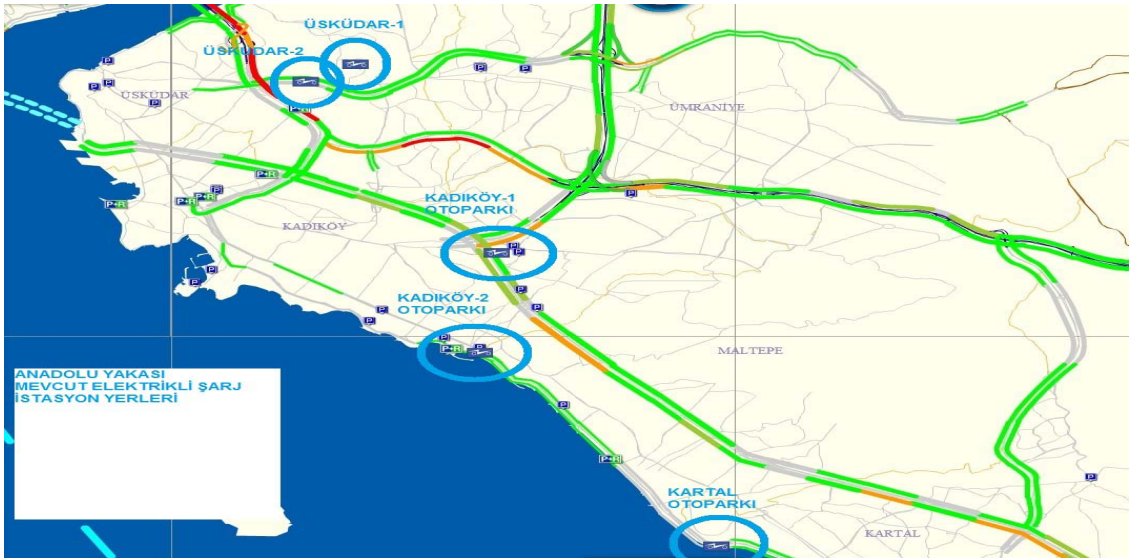 ÜSKÜDAR-1
ÜSKÜDAR-2
P
P
P
P
P
P
ÜSKÜDAR
P
P+R
ÜMRANİYE
P+R
P
P
P+R
P+R
P+R
P
KADIKÖY-1
OTOPARKI
KADIKÖY
P
P
P
P
P
KADIKÖY-2
OTOPARKI
P
P
P
P
P+R
P
MALTEPE
ANADOLU YAKASI
MEVCUT ELEKTRİKLİ ŞARJ
İSTASYON YERLERİ
P
P+R
P
KARTAL
OTOPARKI
KARTAL